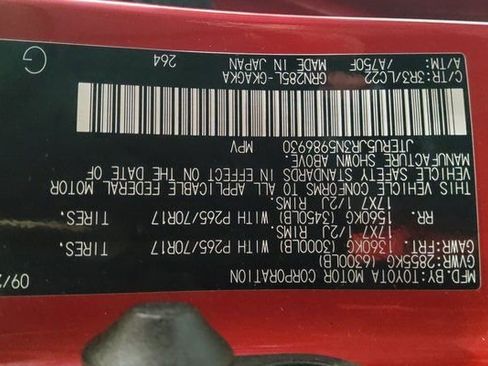 MFD.BY:TOYOTA MOTOR CORPORATION 09/2
GVWR: 2855KG (6300LB)
GAWR: FRT: 1360KG (3000LB) WITH P265/70R17 TIRES.
17X7 1/2J RIMS.
RR. 1560KG (3450LB) WITH P265/70R17 TIRES.
17X7 1/2J RIMS.
THIS VEHICLE CONFORMS TO ALL APPLICABLE FEDERAL MOTOR
VEHICLE SAFETY STANDARDS IN EFFECT ON THE DATE OF
MANUFACTURE SHOWN ABOVE.
JTERU5JR3N5986930 MPV
C/TR: 3R3/LC22 GRN285L-GKAGKA 264 G
A/TM: /A750F MADE IN JAPAN